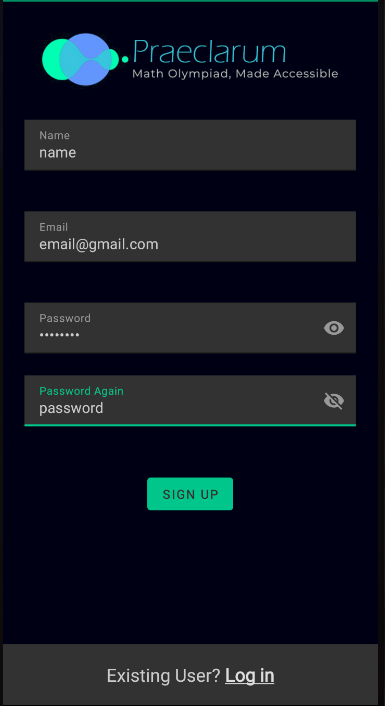 Praeclarum
Math Olympiad, Made Accessible
Name
name
Email
email@gmail.com
Password
••••••••
Password Again
password
SIGN UP
Existing User? Log in